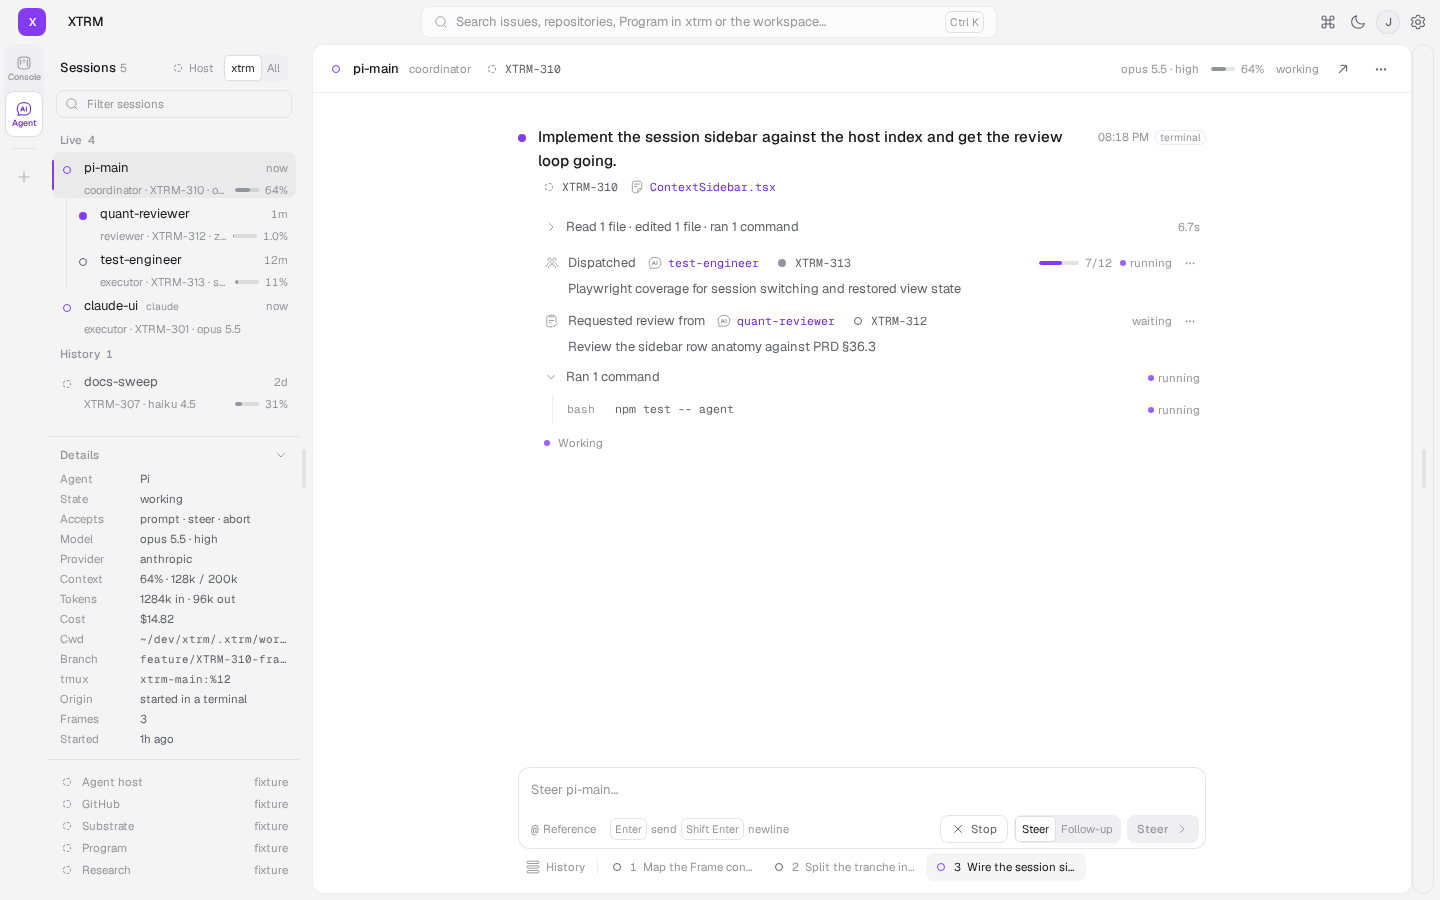 X XTRM Search issues, repositories, Program in xtrm or the workspace... Ctrl K J
Console
Agent
Sessions 5 Host xtrm All
Filter sessions
Live 4
pi-main now
coordinator · XTRM-310 · o... 64%
quant-reviewer 1m
reviewer · XTRM-312 · z... 1.0%
test-engineer 12m
executor · XTRM-313 · s... 11%
claude-ui claude now
executor · XTRM-301 · opus 5.5
History 1
docs-sweep 2d
XTRM-307 · haiku 4.5 31%
Details
Agent Pi
State working
Accepts prompt · steer · abort
Model opus 5.5 · high
Provider anthropic
Context 64% · 128k / 200k
Tokens 1284k in · 96k out
Cost $14.82
Cwd ~/dev/xtrm/.xtrm/wor...
Branch feature/XTRM-310-fra...
tmux xtrm-main:%12
Origin started in a terminal
Frames 3
Started 1h ago
Agent host fixture
GitHub fixture
Substrate fixture
Program fixture
Research fixture
pi-main coordinator XTRM-310 opus 5.5 · high 64% working
Implement the session sidebar against the host index and get the review 08:18 PM terminal
loop going.
XTRM-310 ContextSidebar.tsx
Read 1 file · edited 1 file · ran 1 command 6.7s
Dispatched AI test-engineer XTRM-313 7/12 running
Playwright coverage for session switching and restored view state
Requested review from AI quant-reviewer XTRM-312 waiting
Review the sidebar row anatomy against PRD §36.3
Ran 1 command running
bash npm test -- agent running
Working
Steer pi-main...
@ Reference Enter send Shift Enter newline Stop Steer Follow-up Steer
History 1 Map the Frame con... 2 Split the tranche in... 3 Wire the session si...